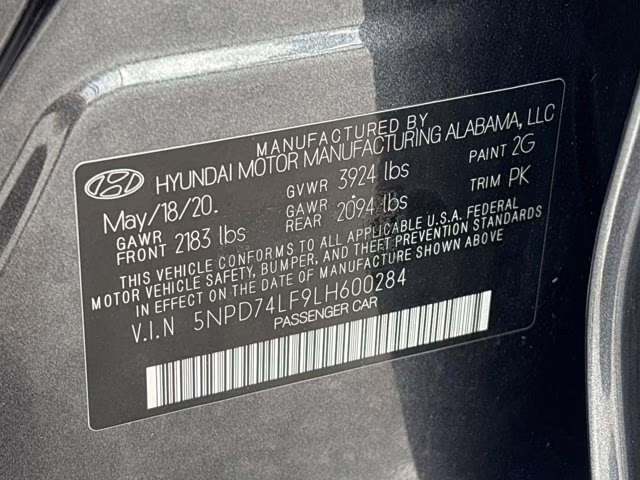 MANUFACTURED BY
HYUNDAI MOTOR MANUFACTURING ALABAMA, LLC
May/18/20. GVWR 3924 lbs PAINT 2G
GAWR FRONT 2183 lbs GAWR REAR 2094 lbs TRIM PK
THIS VEHICLE CONFORMS TO ALL APPLICABLE U.S.A. FEDERAL
MOTOR VEHICLE SAFETY, BUMPER, AND THEFT PREVENTION STANDARDS
IN EFFECT ON THE DATE OF MANUFACTURE SHOWN ABOVE
V.I.N 5NPD74LF9LH600284
PASSENGER CAR